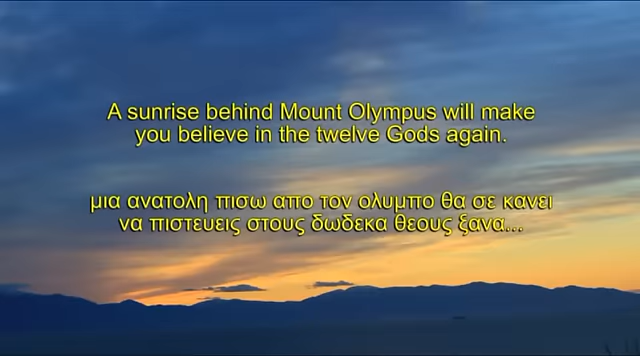 A sunrise behind Mount Olympus will make
you believe in the twelve Gods again.
μια ανατολη πισω απο τον ολυμπο θα σε κανει
να πιστευεις στους δωδεκα θεους ξανα...